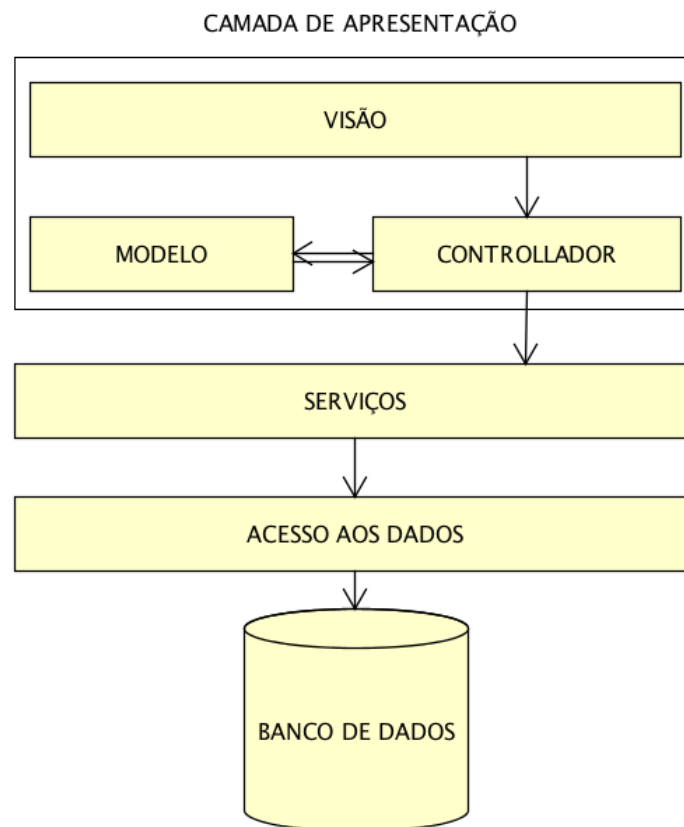 CAMADA DE APRESENTAÇÃO
VISÃO
MODELO
CONTROLLADOR
SERVIÇOS
ACESSO AOS DADOS
BANCO DE DADOS